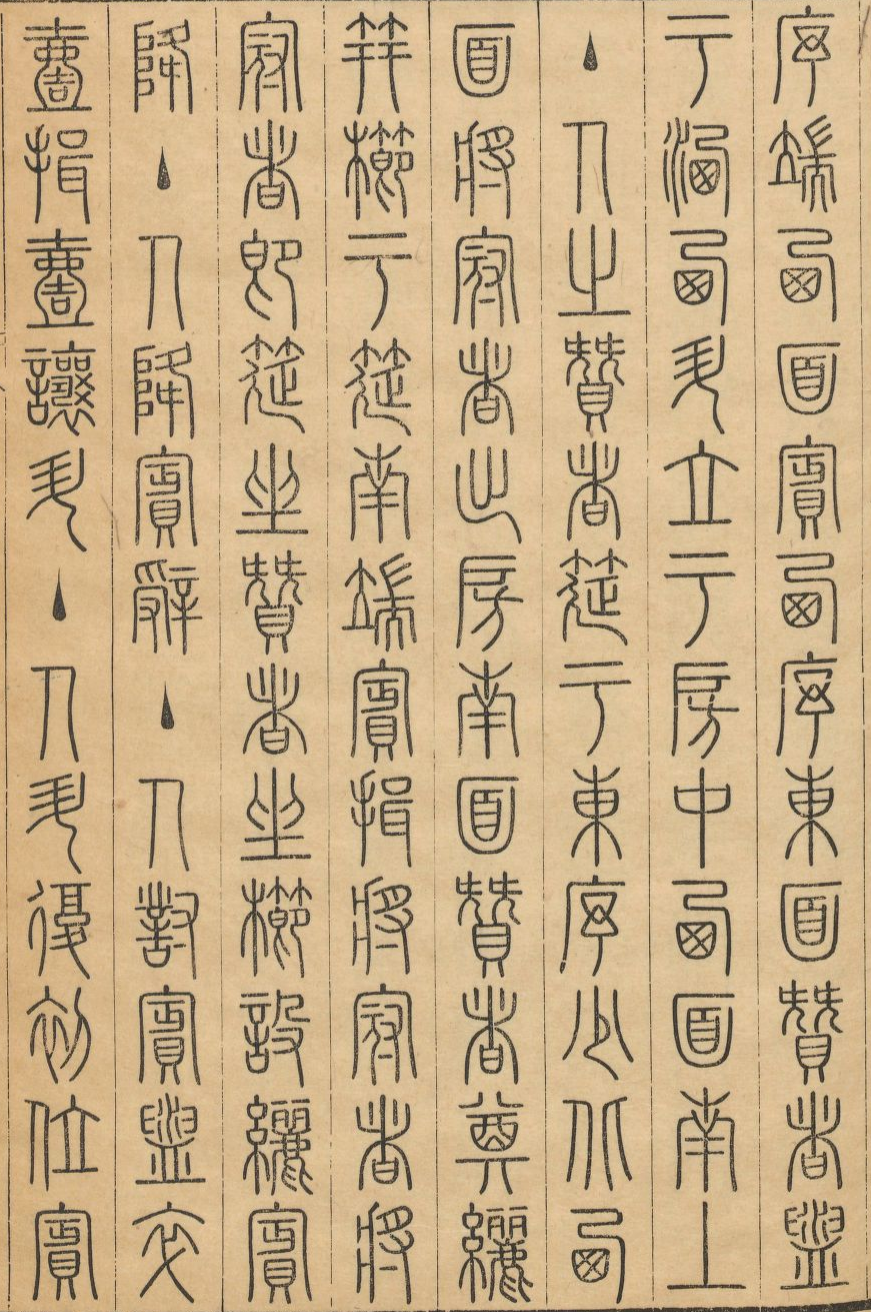 序端西面賓西序東面贊者盥
于洗西升立于房中西面南上
主人之贊者筵于東序少北西
面將冠者出房南面贊者奠纚
笄櫛于筵南端賓揖將冠者將
冠者即筵坐贊者坐櫛設纚賓
降主人降賓辭主人對賓盥卒
壹揖壹讓升主人升復初位賓